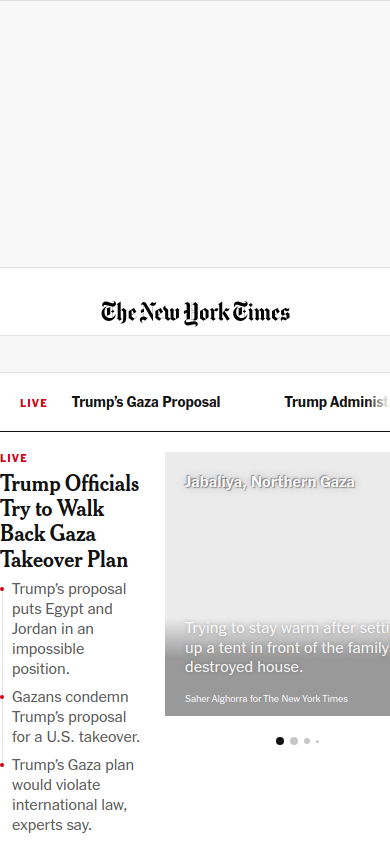 The New York Times
LIVE Trump's Gaza Proposal Trump
LIVE
Trump Officials
Try to Walk
Back Gaza
Takeover Plan
Trump's proposal
puts Egypt and
Jordan in an
impossible
position.
Gazans condemn
Trump's proposal
for a U.S. takeover.
Trump's Gaza plan
would violate
international law,
experts say.
Jabaliya, Northern Gaza
Trying to stay warm after
up a tent in front of the family
destroyed house.
Saher Alghorra for The New York Times